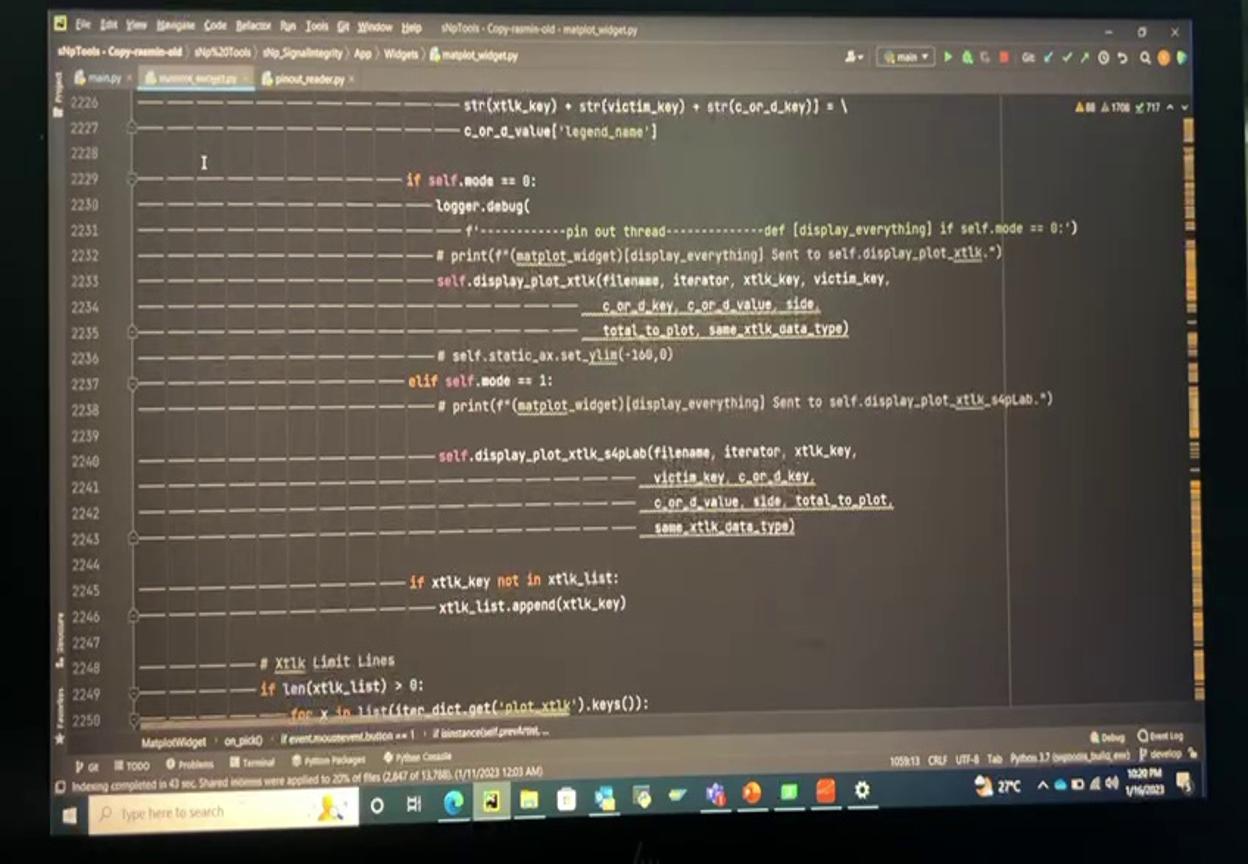 File Edit View Navigate Code Refactor Run Tools Git Window Help sNpTools - Copy-rasmin-old - matplot_widget.py
sNpTools - Copy-rasmin-old sNp%20Tools sNp_SignalIntegrity App Widgets matplot_widget.py
main Git:
main.py pinout_reader.py
Project
88 1708 717
2226 str(xtlk_key) + str(victim_key) + str(c_or_d_key)] = \
2227 c_or_d_value['legend_name']
2228
2229 if self.mode == 0:
2230 logger.debug(
2231 f'------------pin out thread--------------def [display_everything] if self.mode == 0:')
2232 # print(f"(matplot_widget)[display_everything] Sent to self.display_plot_xtlk.")
2233 self.display_plot_xtlk(filename, iterator, xtlk_key, victim_key,
2234 c_or_d_key, c_or_d_value, side,
2235 total_to_plot, same_xtlk_data_type)
2236 # self.static_ax.set_ylim(-160,0)
2237 elif self.mode == 1:
2238 # print(f"(matplot_widget)[display_everything] Sent to self.display_plot_xtlk_s4pLab.")
2239
2240 self.display_plot_xtlk_s4pLab(filename, iterator, xtlk_key,
2241 victim_key, c_or_d_key,
2242 c_or_d_value, side, total_to_plot,
2243 same_xtlk_data_type)
2244
2245 if xtlk_key not in xtlk_list:
2246 xtlk_list.append(xtlk_key)
2247
2248 # Xtlk Limit Lines
2249 if len(xtlk_list) > 0:
2250 for x in list(iter_dict.get('plot_xtlk').keys()):
Structure
Favorites
MatplotWidget on_pick() if event.mouseevent.button == 1 if isinstance(self.prevArtist, ...
Git TODO Problems Terminal Python Packages Python Console Debug Event Log
Indexing completed in 43 sec. Shared indexes were applied to 20% of files (2,847 of 13,768). (1/11/2023 12:03 AM) 1059:13 CRLF UTF-8 Tab Python 3.7 develop
Type here to search 27°C 10:20 PM
1/16/2023